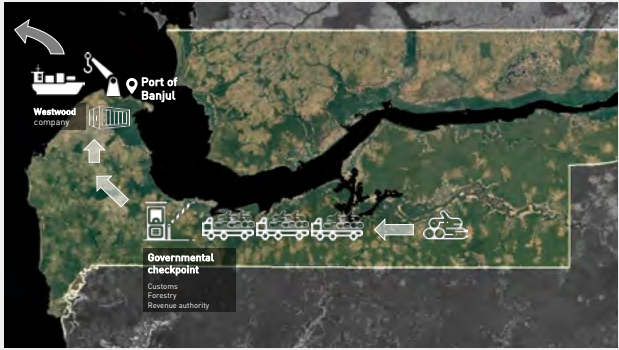 Port of
Banjul
Westwood
company
Governmental
checkpoint
Customs
Forestry
Revenue authority